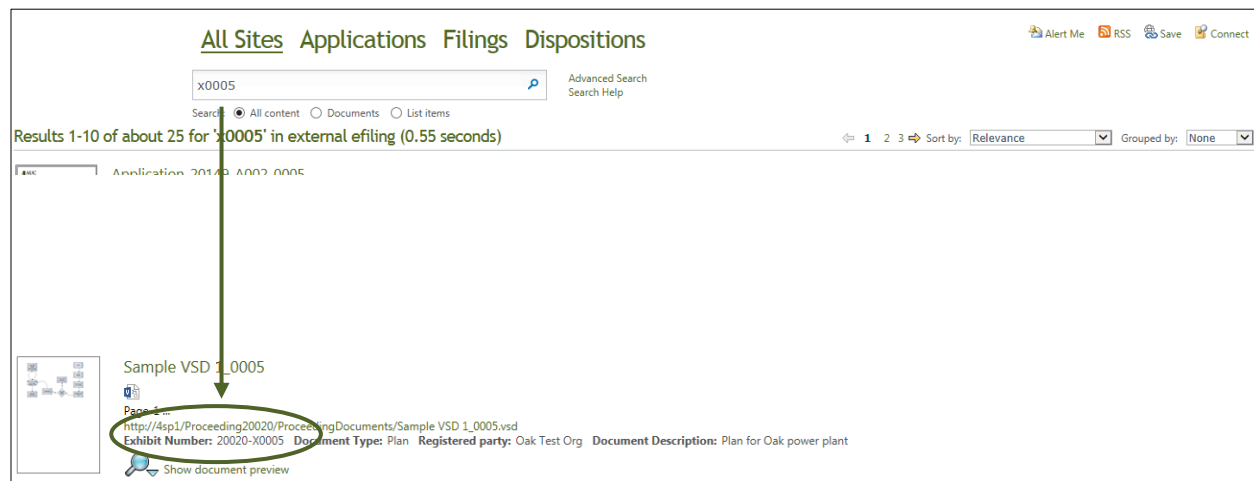 All Sites Applications Filings Dispositions
Alert Me RSS Save Connect
x0005
Advanced Search
Search Help
Search: All content Documents List items
Results 1-10 of about 25 for 'x0005' in external efiling (0.55 seconds)
1 2 3 Sort by: Relevance Grouped by: None
Application 20149-A002-0005
Sample VSD 1_0005
Page-1 ...
http://4sp1/Proceeding20020/ProceedingDocuments/Sample VSD 1_0005.vsd
Exhibit Number: 20020-X0005 Document Type: Plan Registered party: Oak Test Org Document Description: Plan for Oak power plant
Show document preview